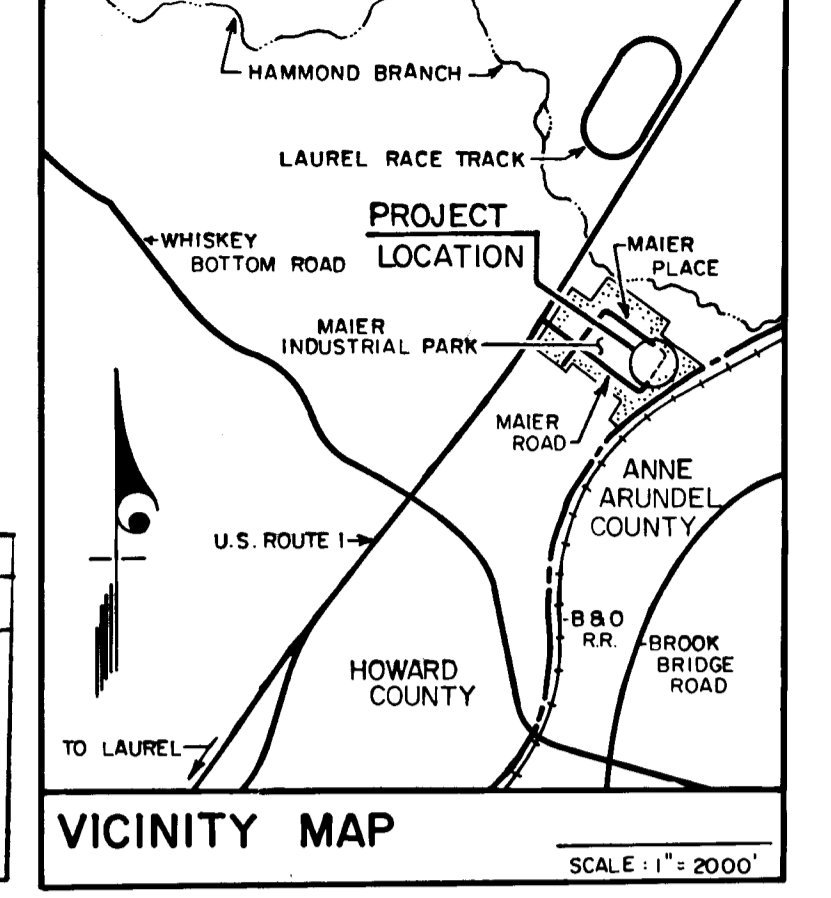 HAMMOND BRANCH
LAUREL RACE TRACK
PROJECT
LOCATION
WHISKEY
BOTTOM ROAD
MAIER
PLACE
MAIER
INDUSTRIAL PARK
MAIER
ROAD
ANNE
ARUNDEL
COUNTY
U.S. ROUTE 1
B & O
R.R.
BROOK
BRIDGE
ROAD
HOWARD
COUNTY
TO LAUREL
VICINITY MAP
SCALE : 1" = 2000'